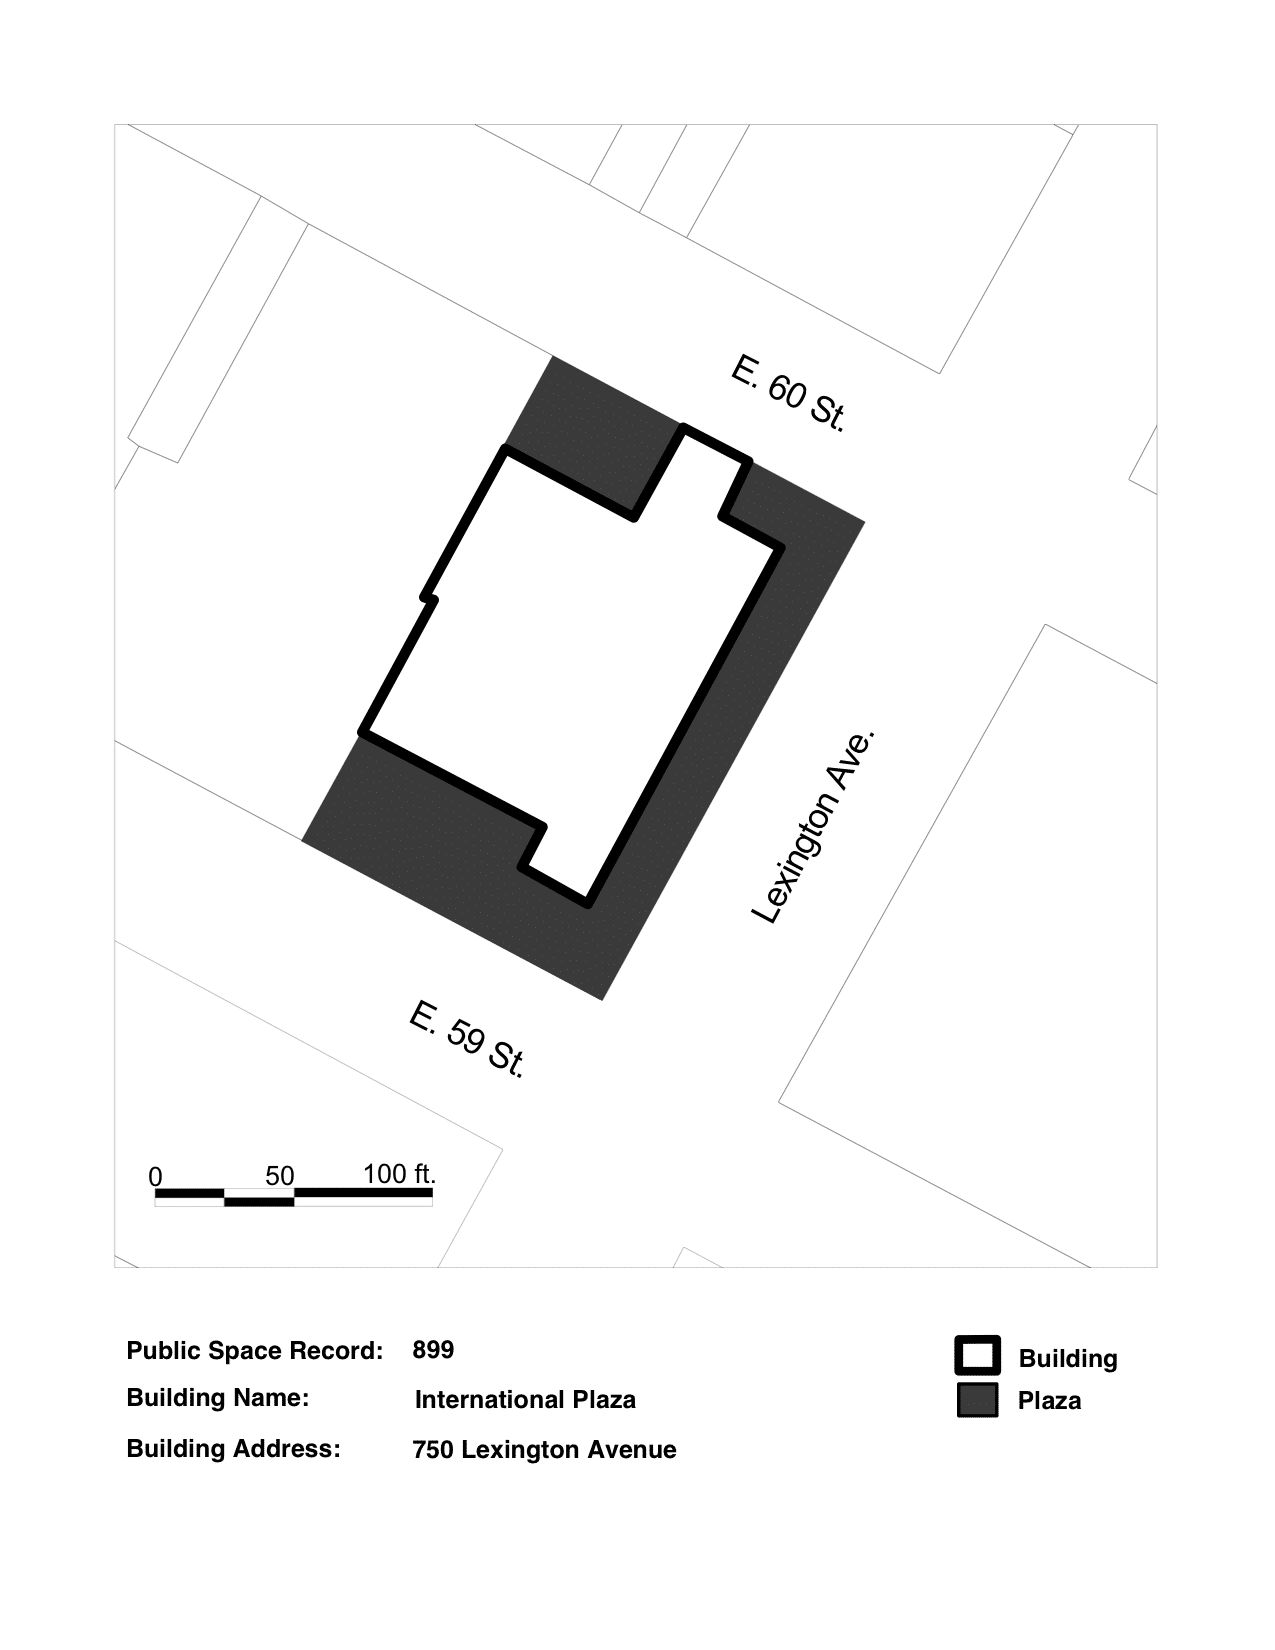 E. 60 St.
Lexington Ave.
E. 59 St.
0 50 100 ft.
Public Space Record: 899
Building Name: International Plaza
Building Address: 750 Lexington Avenue
Building
Plaza